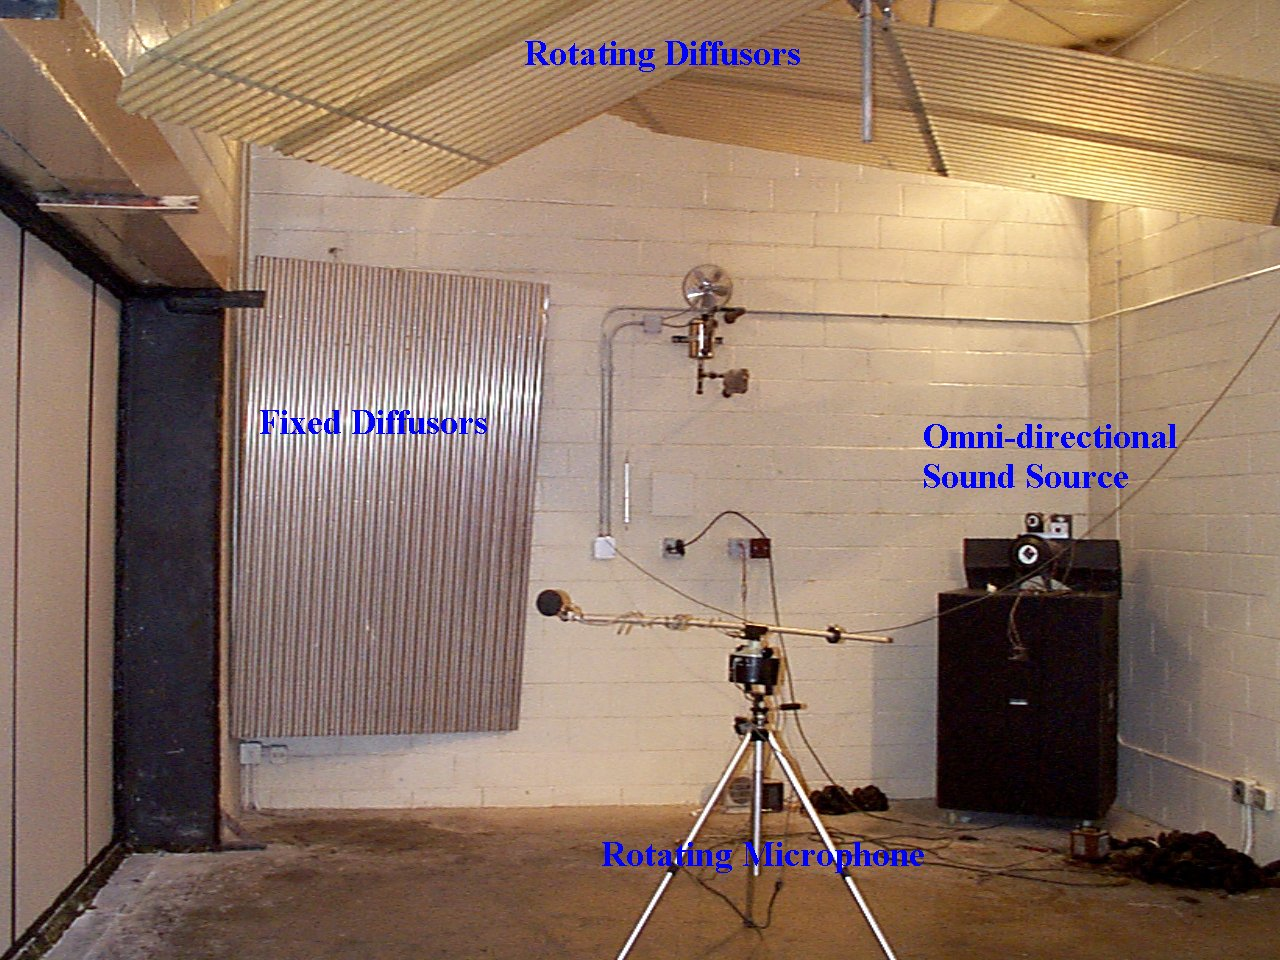 Rotating Diffusors
Fixed Diffusors
Omni-directional
Sound Source
Rotating Microphone